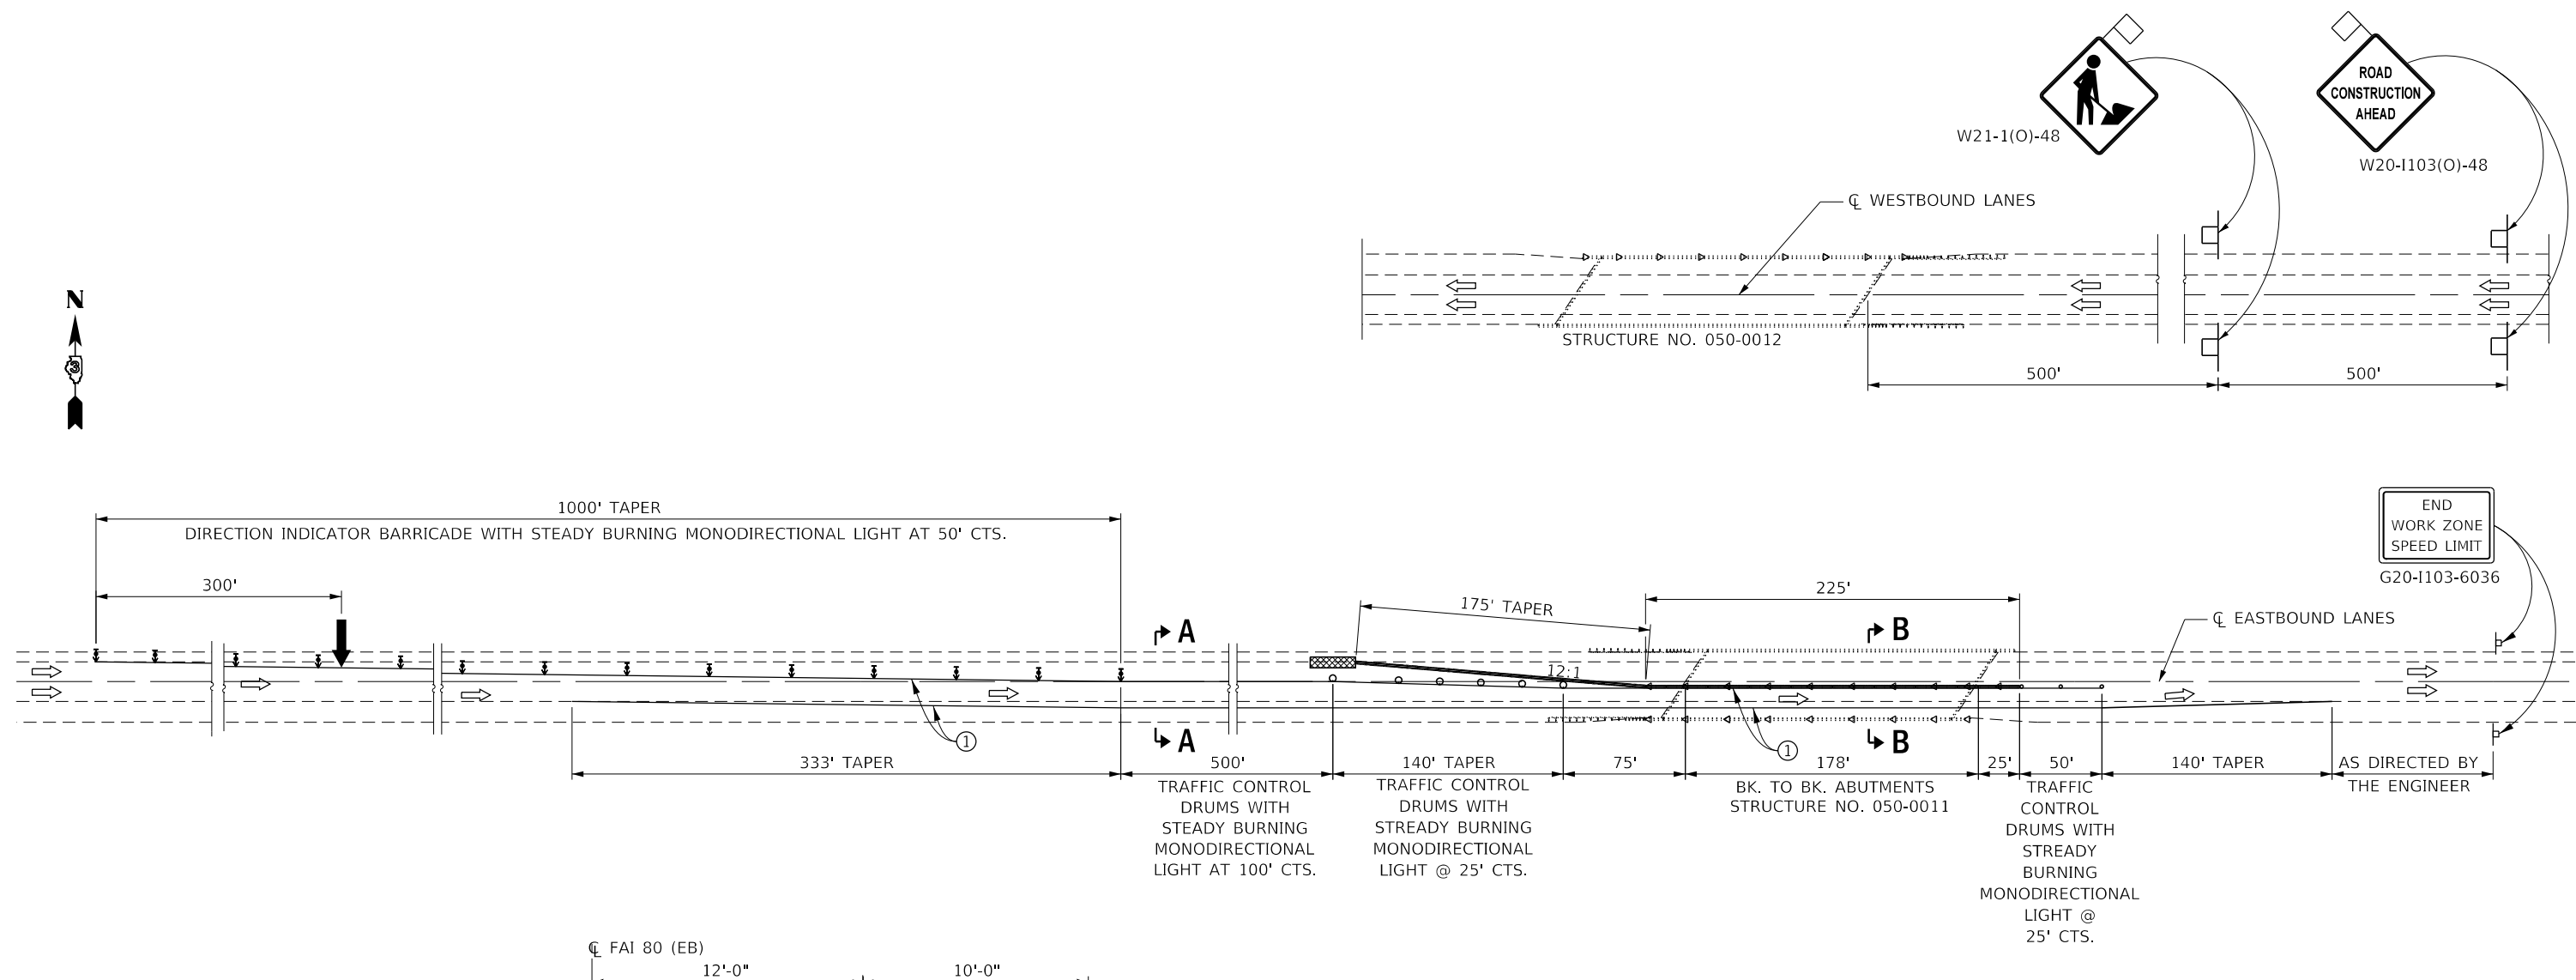 ROAD
CONSTRUCTION
AHEAD
W21-1(O)-48
W20-I103(O)-48
℄ WESTBOUND LANES
N
3
STRUCTURE NO. 050-0012
500'
500'
1000' TAPER
DIRECTION INDICATOR BARRICADE WITH STEADY BURNING MONODIRECTIONAL LIGHT AT 50' CTS.
END
WORK ZONE
SPEED LIMIT
G20-I103-6036
300'
175' TAPER
225'
℄ EASTBOUND LANES
A
B
12:1
A
B
1
1
333' TAPER
500'
TRAFFIC CONTROL
DRUMS WITH
STEADY BURNING
MONODIRECTIONAL
LIGHT AT 100' CTS.
140' TAPER
TRAFFIC CONTROL
DRUMS WITH
STREADY BURNING
MONODIRECTIONAL
LIGHT @ 25' CTS.
75'
178'
BK. TO BK. ABUTMENTS
STRUCTURE NO. 050-0011
25'
50'
TRAFFIC
CONTROL
DRUMS WITH
STREADY
BURNING
MONODIRECTIONAL
LIGHT @
25' CTS.
140' TAPER
AS DIRECTED BY
THE ENGINEER
℄ FAI 80 (EB)
12'-0"
10'-0"